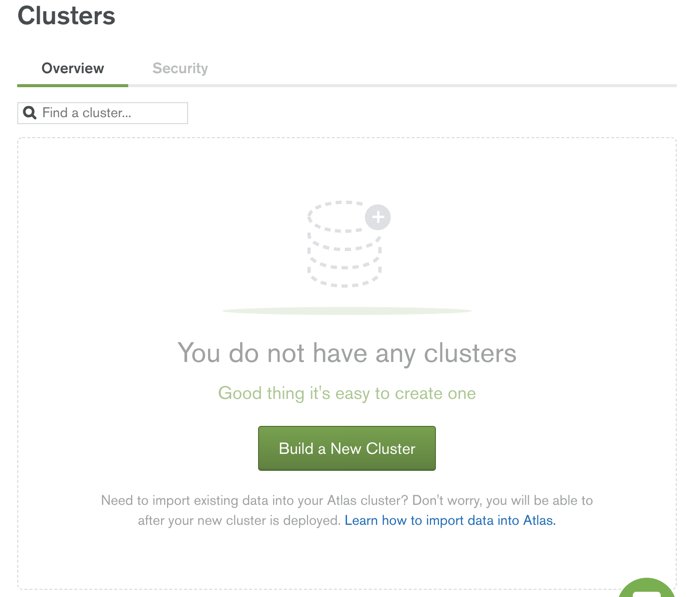 Clusters
Overview
Security
Find a cluster...
You do not have any clusters
Good thing it's easy to create one
Build a New Cluster
Need to import existing data into your Atlas cluster? Don't worry, you will be able to
after your new cluster is deployed. Learn how to import data into Atlas.